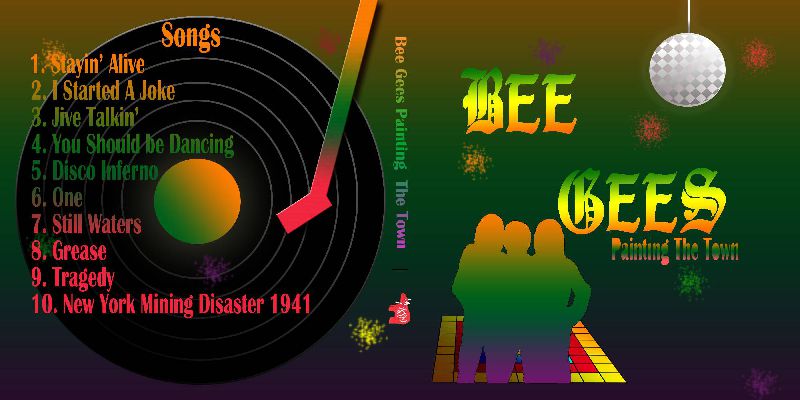 Songs
1. Stayin' Alive
2. I Started A Joke
3. Jive Talkin'
4. You Should be Dancing
5. Disco Inferno
6. One
7. Still Waters
8. Grease
9. Tragedy
10. New York Mining Disaster 1941
Bee Gees Painting The Town
BEE
GEES
Painting The Town